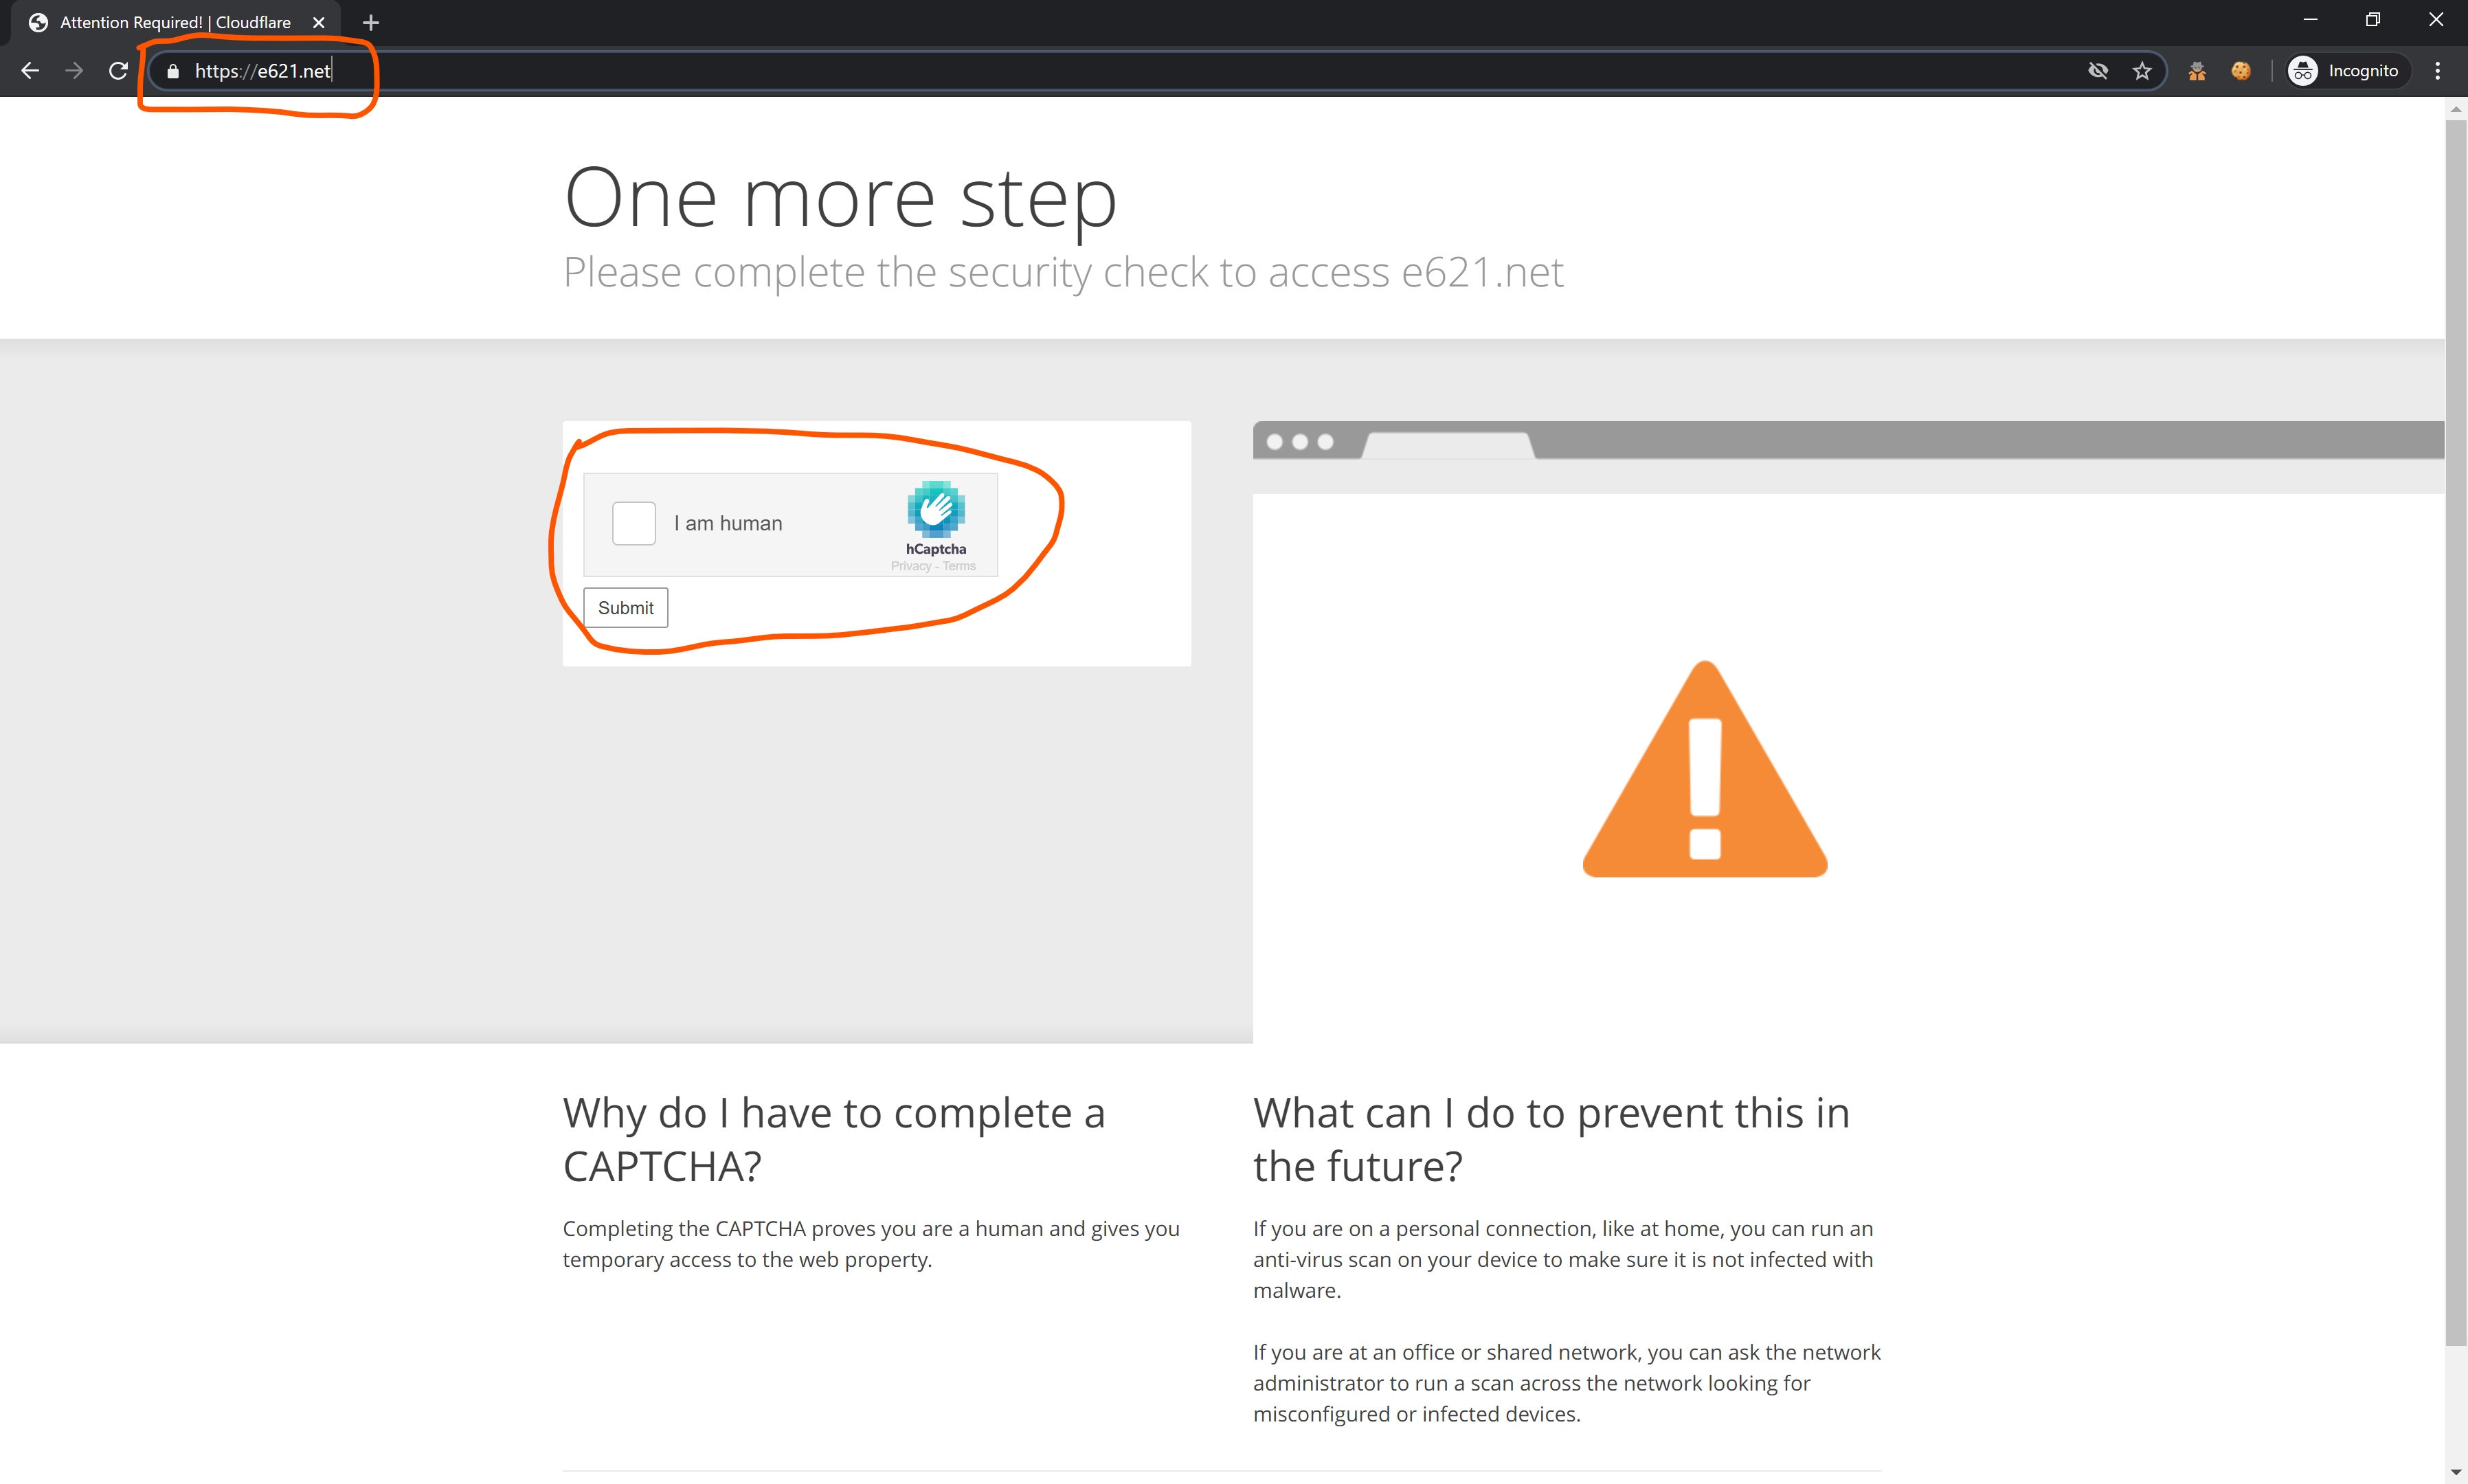 Attention Required! | Cloudflare
https://e621.net
Incognito
One more step
Please complete the security check to access e621.net
I am human
hCaptcha
Privacy - Terms
Submit
Why do I have to complete a
CAPTCHA?
Completing the CAPTCHA proves you are a human and gives you
temporary access to the web property.
What can I do to prevent this in
the future?
If you are on a personal connection, like at home, you can run an
anti-virus scan on your device to make sure it is not infected with
malware.
If you are at an office or shared network, you can ask the network
administrator to run a scan across the network looking for
misconfigured or infected devices.